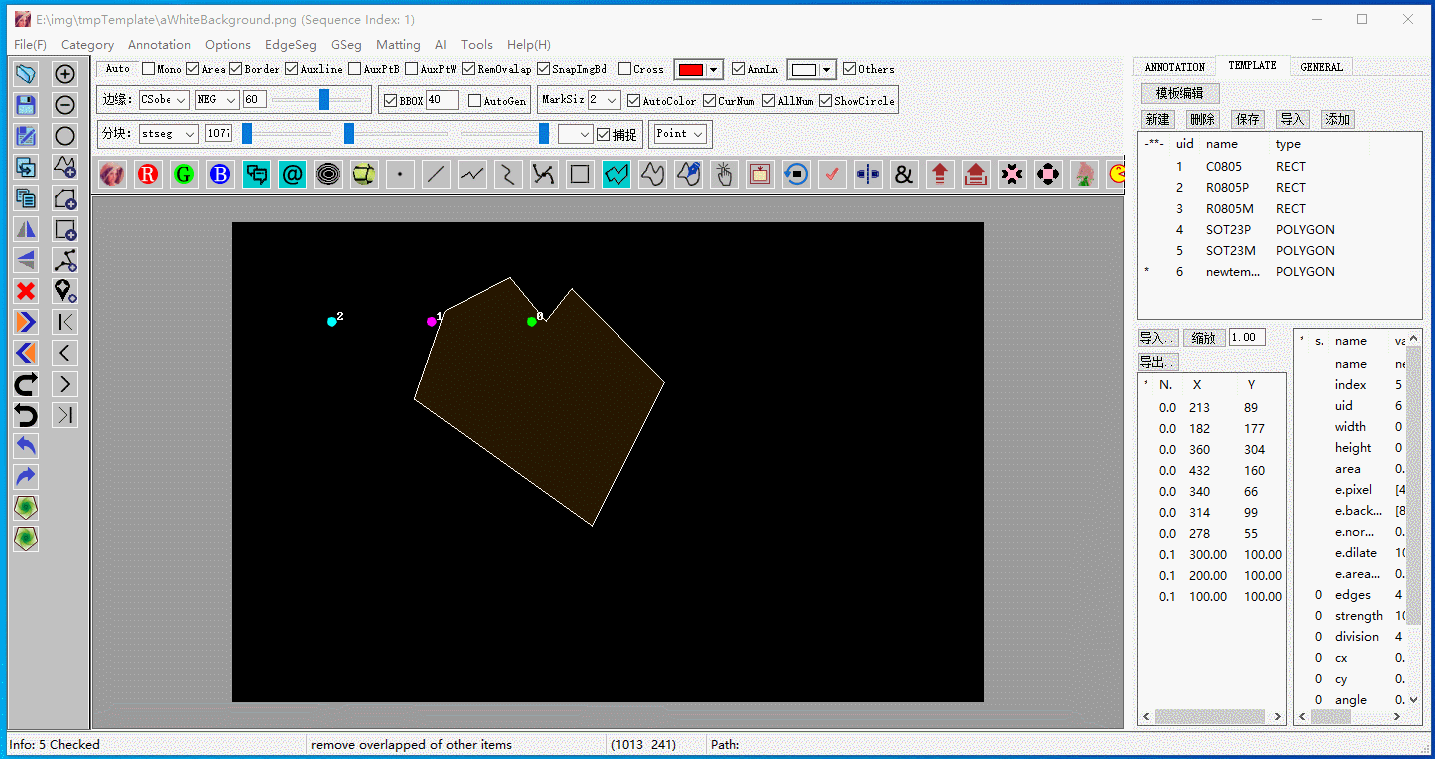 E:\img\tmpTemplate\aWhiteBackground.png (Sequence Index: 1)
File(F) Category Annotation Options EdgeSeg GSeg Matting AI Tools Help(H)
Auto Mono Area Border Auxline AuxPtB AuxPtW RemOvalap SnapImgBd Cross AnnLn Others
边缘: CSobe NEG 60 BBOX 40 AutoGen MarkSiz 2 AutoColor CurNum AllNum ShowCircle
分块: stseg 107 捕捉 Point
R G B @ &
2 1 0
ANNOTATION TEMPLATE GENERAL
模板编辑
新建 删除 保存 导入 添加
-**- uid name type
1 C0805 RECT
2 R0805P RECT
3 R0805M RECT
4 SOT23P POLYGON
5 SOT23M POLYGON
* 6 newtem... POLYGON
导入.. 缩放 1.00
导出..
' N. X Y
0.0 213 89
0.0 182 177
0.0 360 304
0.0 432 160
0.0 340 66
0.0 314 99
0.0 278 55
0.1 300.00 100.00
0.1 200.00 100.00
0.1 100.00 100.00
' s. name va
name ne
index 5
uid 6
width 0
height 0
area 0.
e.pixel [4
e.back... [8
e.nor... 0.
e.dilate 10
e.area... 0.
0 edges 4
0 strength 10
0 division 4
0 cx 0.
0 cy 0.
0 angle 0.
Info: 5 Checked remove overlapped of other items (1013 241) Path: